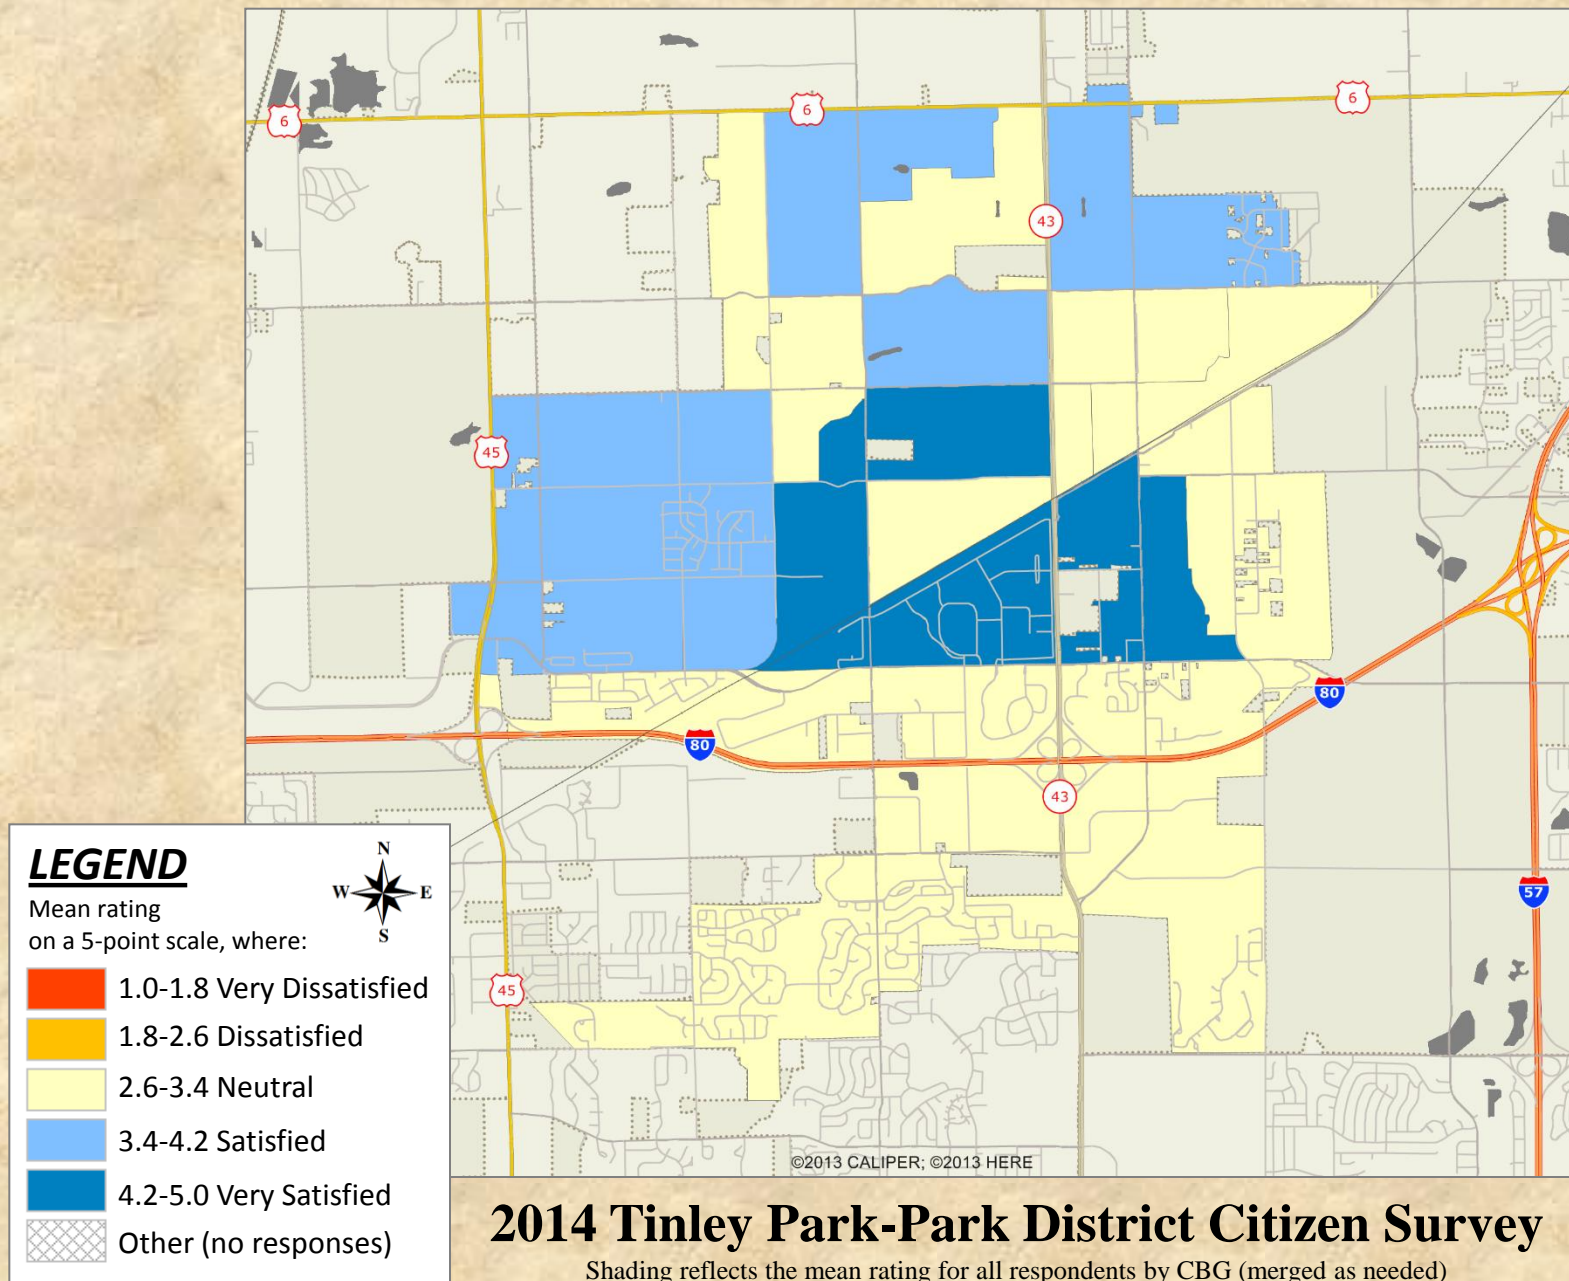 6
6
6
43
45
80
80
43
57
45
©2013 CALIPER; ©2013 HERE
LEGEND
N
W E
S
Mean rating
on a 5-point scale, where:
1.0-1.8 Very Dissatisfied
1.8-2.6 Dissatisfied
2.6-3.4 Neutral
3.4-4.2 Satisfied
4.2-5.0 Very Satisfied
Other (no responses)
2014 Tinley Park-Park District Citizen Survey
Shading reflects the mean rating for all respondents by CBG (merged as needed)